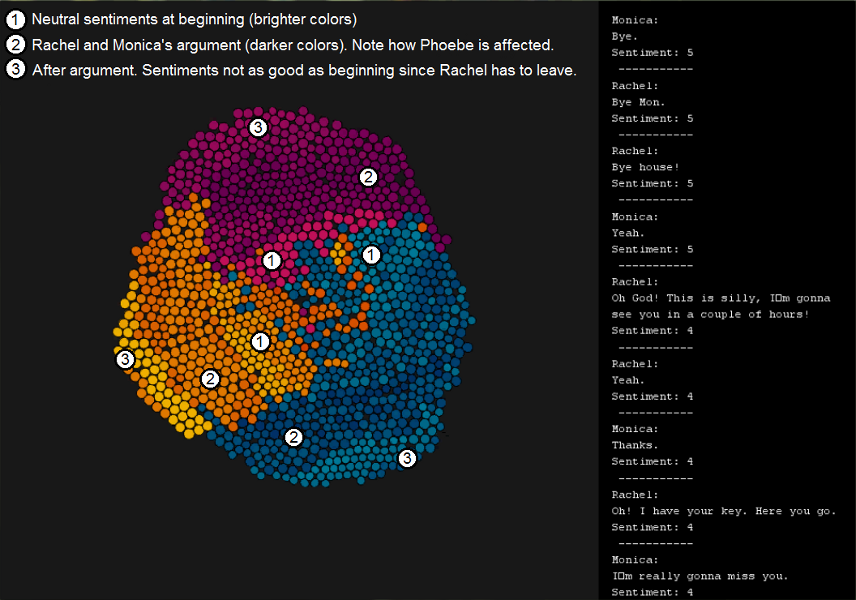 1 Neutral sentiments at beginning (brighter colors)
2 Rachel and Monica's argument (darker colors). Note how Phoebe is affected.
3 After argument. Sentiments not as good as beginning since Rachel has to leave.
3
2
1
1
1
3
2
2
3
Monica:
Bye.
Sentiment: 5
-----------
Rachel:
Bye Mon.
Sentiment: 5
-----------
Rachel:
Bye house!
Sentiment: 5
-----------
Monica:
Yeah.
Sentiment: 5
-----------
Rachel:
Oh God! This is silly, I□m gonna
see you in a couple of hours!
Sentiment: 4
-----------
Rachel:
Yeah.
Sentiment: 4
-----------
Monica:
Thanks.
Sentiment: 4
-----------
Rachel:
Oh! I have your key. Here you go.
Sentiment: 4
-----------
Monica:
I□m really gonna miss you.
Sentiment: 4